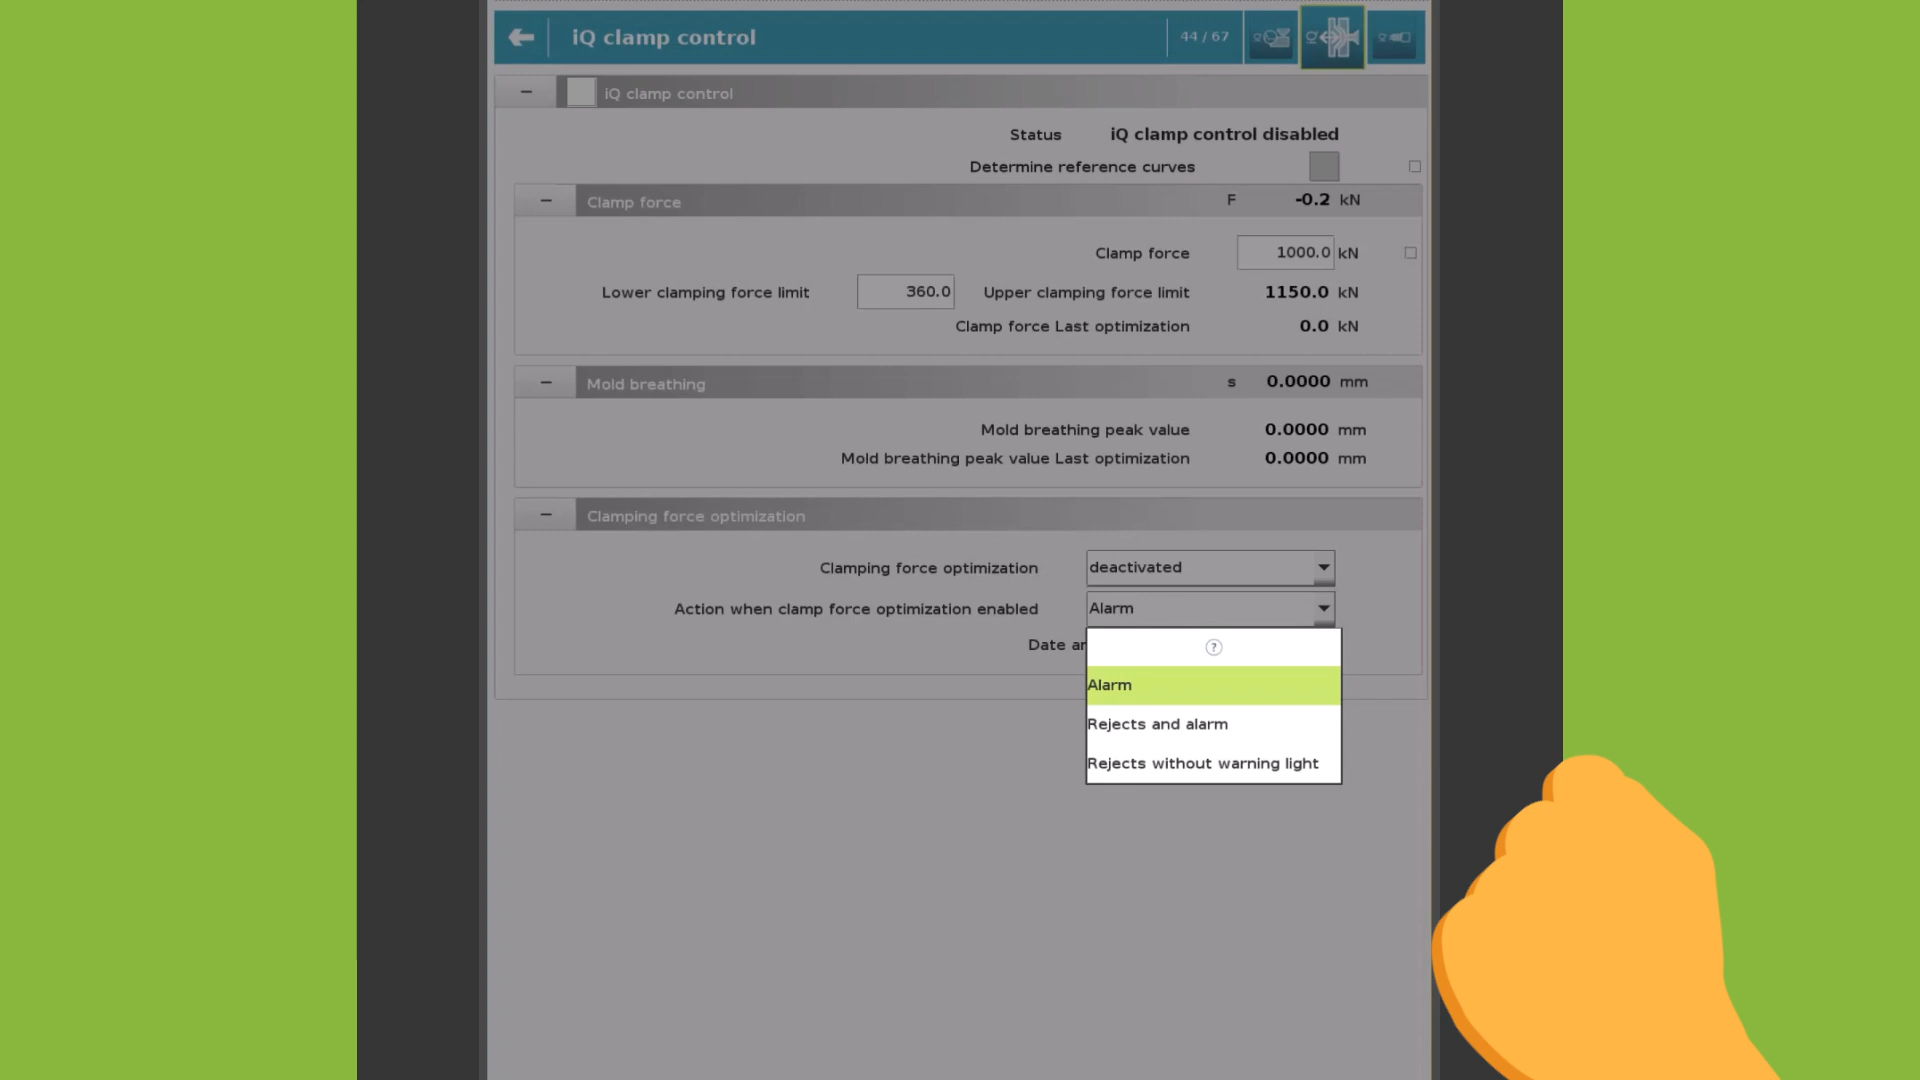 iQ clamp control
44 / 67
iQ clamp control
Status iQ clamp control disabled
Determine reference curves
Clamp force F -0.2 kN
Clamp force 1000.0 kN
Lower clamping force limit 360.0 Upper clamping force limit 1150.0 kN
Clamp force Last optimization 0.0 kN
Mold breathing s 0.0000 mm
Mold breathing peak value 0.0000 mm
Mold breathing peak value Last optimization 0.0000 mm
Clamping force optimization
Clamping force optimization deactivated
Action when clamp force optimization enabled Alarm
Date
?
Alarm
Rejects and alarm
Rejects without warning light